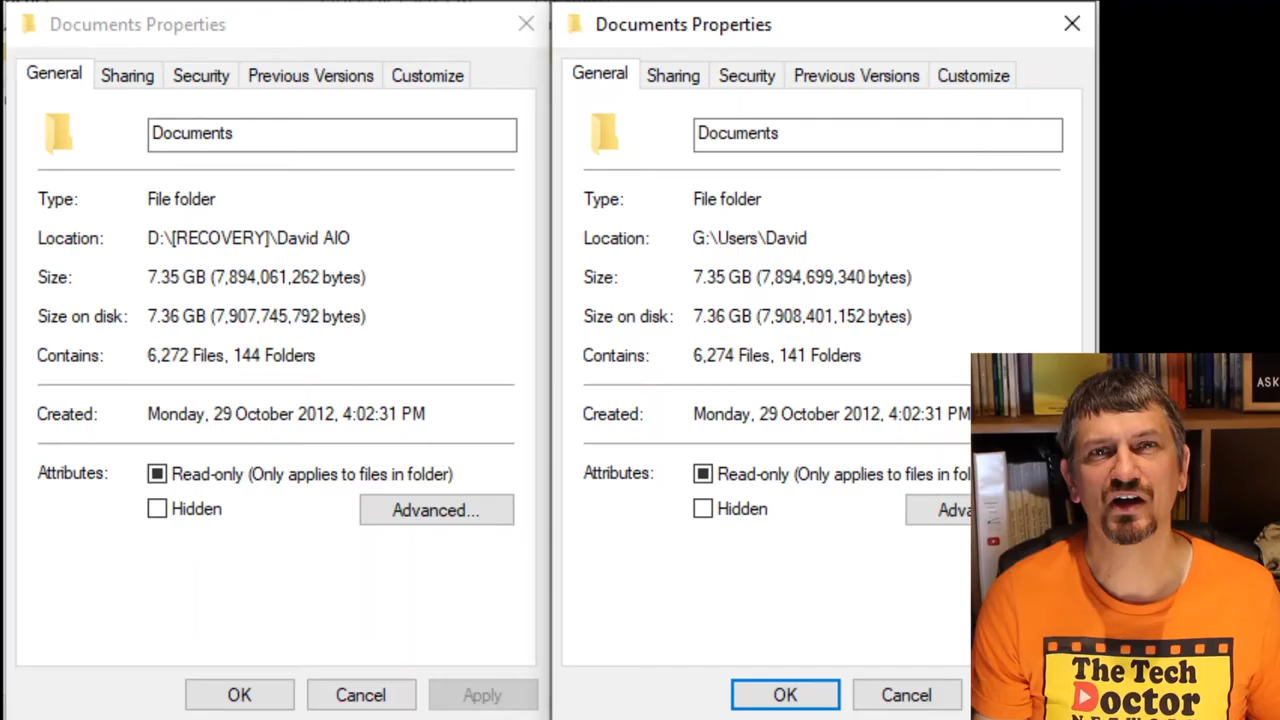 Documents Properties
General Sharing Security Previous Versions Customize
Documents
Type: File folder
Location: D:\[RECOVERY]\David AIO
Size: 7.35 GB (7,894,061,262 bytes)
Size on disk: 7.36 GB (7,907,745,792 bytes)
Contains: 6,272 Files, 144 Folders
Created: Monday, 29 October 2012, 4:02:31 PM
Attributes: Read-only (Only applies to files in folder)
Hidden Advanced...
OK Cancel Apply
Documents Properties
General Sharing Security Previous Versions Customize
Documents
Type: File folder
Location: G:\Users\David
Size: 7.35 GB (7,894,699,340 bytes)
Size on disk: 7.36 GB (7,908,401,152 bytes)
Contains: 6,274 Files, 141 Folders
Created: Monday, 29 October 2012, 4:02:31 PM
Attributes: Read-only (Only applies to files in fol
Hidden Adva
OK Cancel
ASK
The Tech
Doctor